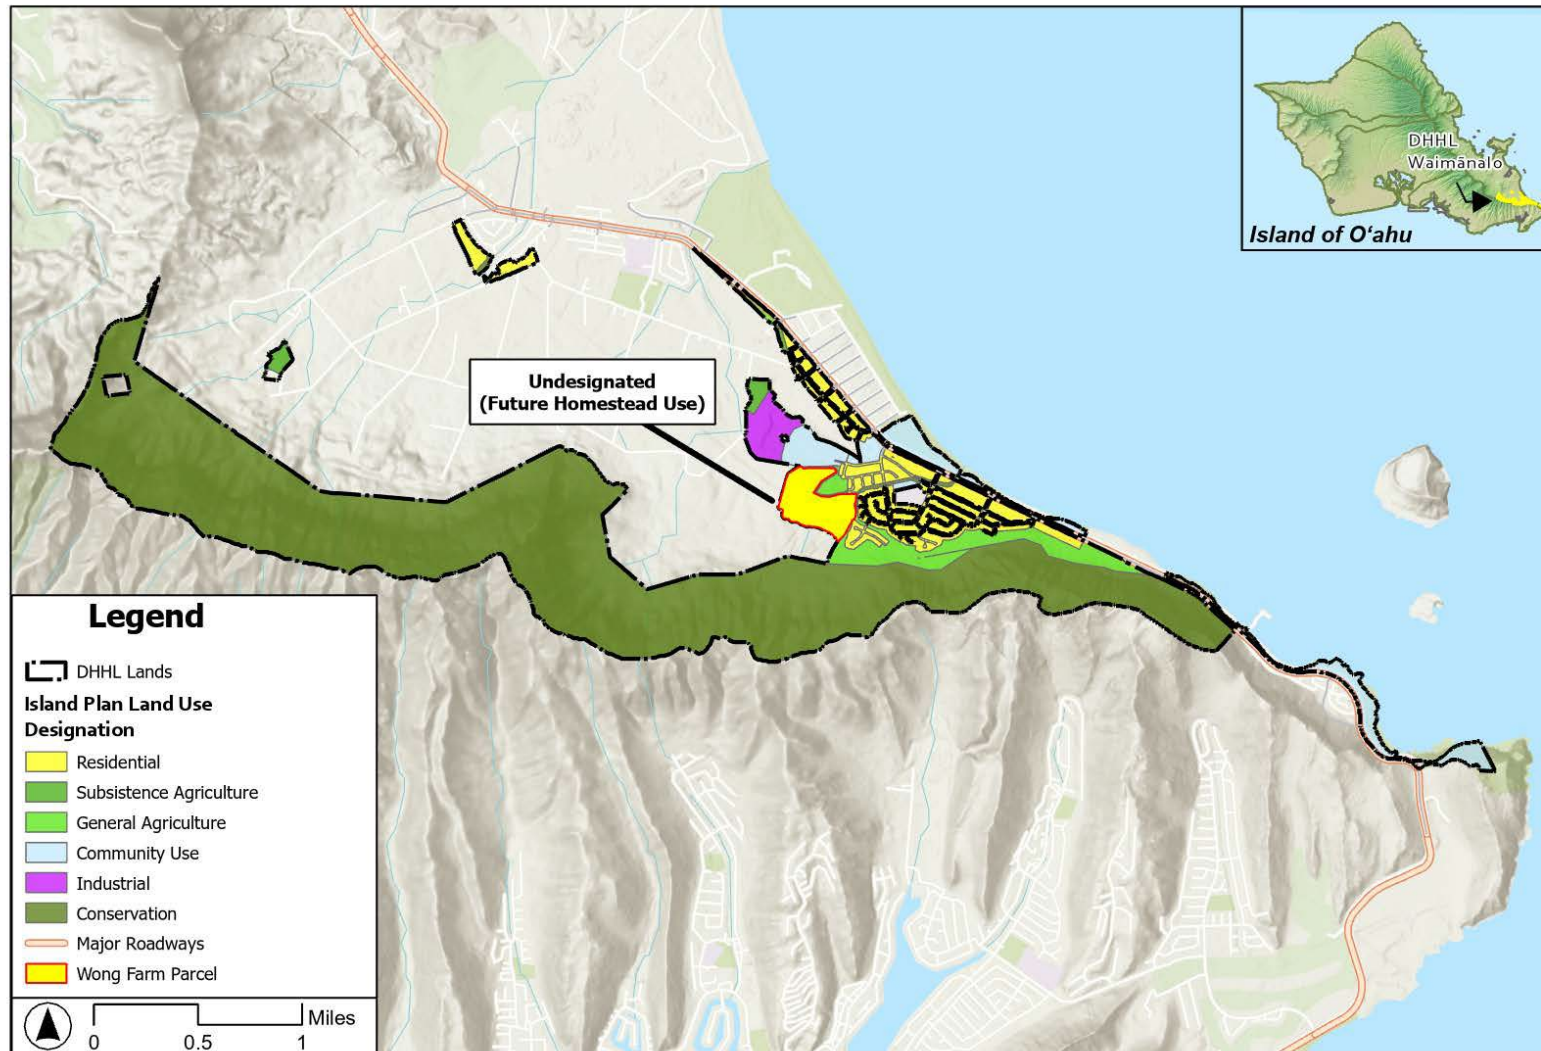 DHHL
Waimānalo
Island of Oʻahu
Undesignated
(Future Homestead Use)
Legend
DHHL Lands
Island Plan Land Use
Designation
Residential
Subsistence Agriculture
General Agriculture
Community Use
Industrial
Conservation
Major Roadways
Wong Farm Parcel
Miles
0 0.5 1